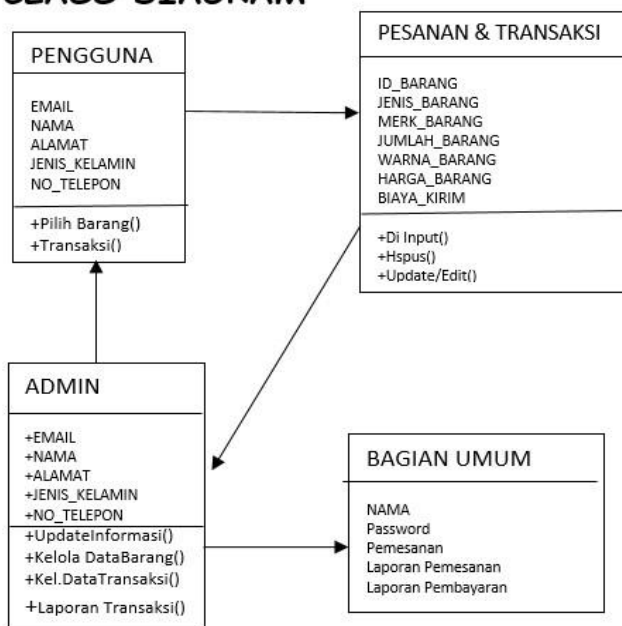 CLASS DIAGRAM
PENGGUNA
EMAIL
NAMA
ALAMAT
JENIS_KELAMIN
NO_TELEPON
+Pilih Barang()
+Transaksi()
PESANAN & TRANSAKSI
ID_BARANG
JENIS_BARANG
MERK_BARANG
JUMLAH_BARANG
WARNA_BARANG
HARGA_BARANG
BIAYA_KIRIM
+Di Input()
+Hspus()
+Update/Edit()
ADMIN
+EMAIL
+NAMA
+ALAMAT
+JENIS_KELAMIN
+NO_TELEPON
+UpdateInformasi()
+Kelola DataBarang()
+Kel.DataTransaksi()
+Laporan Transaksi()
BAGIAN UMUM
NAMA
Password
Pemesanan
Laporan Pemesanan
Laporan Pembayaran